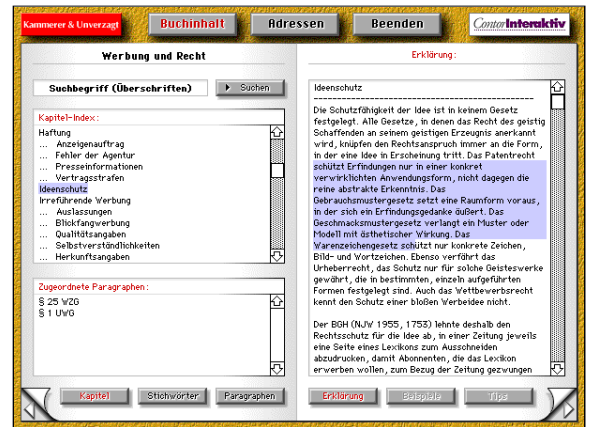 Kammerer & Unverzagt
Buchinhalt
Adressen
Beenden
ContorInteraktiv
Werbung und Recht
Suchbegriff (Überschriften)
Suchen
Kapitel-Index:
Haftung
... Anzeigenauftrag
... Fehler der Agentur
... Presseinformationen
... Vertragsstrafen
Ideenschutz
Irreführende Werbung
... Auslassungen
... Blickfangwerbung
... Qualitätsangaben
... Selbstverständlichkeiten
... Herkunftsangaben
Zugeordnete Paragraphen:
§ 25 WZG
§ 1 UWG
Kapitel
Stichwörter
Paragraphen
Erklärung:
Ideenschutz
------------------------------------------------
Die Schutzfähigkeit der Idee ist in keinem Gesetz
festgelegt. Alle Gesetze, in denen das Recht des geistig
Schaffenden an seinem geistigen Erzeugnis anerkannt
wird, knüpfen den Rechtsanspruch immer an die Form,
in der eine Idee in Erscheinung tritt. Das Patentrecht
schützt Erfindungen nur in einer konkret
verwirklichten Anwendungsform, nicht dagegen die
reine abstrakte Erkenntnis. Das
Gebrauchsmustergesetz setzt eine Raumform voraus,
in der sich ein Erfindungsgedanke äußert. Das
Geschmacksmustergesetz verlangt ein Muster oder
Modell mit ästhetischer Wirkung. Das
Warenzeichengesetz schützt nur konkrete Zeichen,
Bild- und Wortzeichen. Ebenso verfährt das
Urheberrecht, das Schutz nur für solche Geisteswerke
gewährt, die in bestimmten, einzeln aufgeführten
Formen festgelegt sind. Auch das Wettbewerbsrecht
kennt den Schutz einer bloßen Werbeidee nicht.
Der BGH (NJW 1955, 1753) lehnte deshalb den
Rechtsschutz für die Idee ab, in einer Zeitung jeweils
eine Seite eines Lexikons zum Ausschneiden
abzudrucken, damit Abonnenten, die das Lexikon
erwerben wollen, zum Bezug der Zeitung gezwungen
Erklärung
Beispiele
Tips